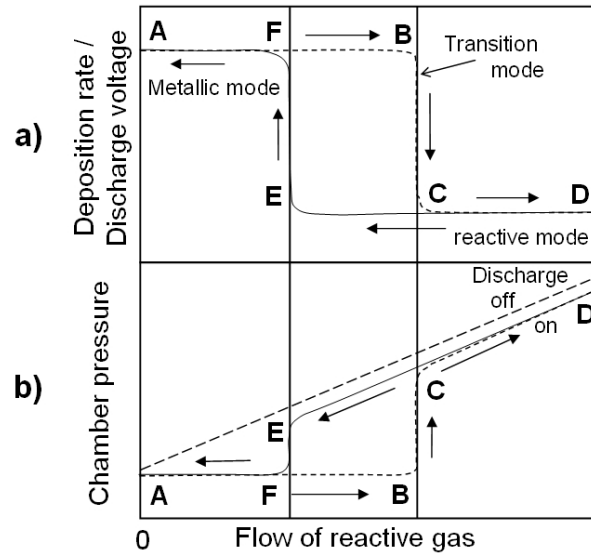 a)
Deposition rate /
Discharge voltage
A
F
B
Transition
mode
Metallic mode
E
C
D
reactive mode
b)
Chamber pressure
Discharge
off
on
D
E
C
A
F
B
0
Flow of reactive gas